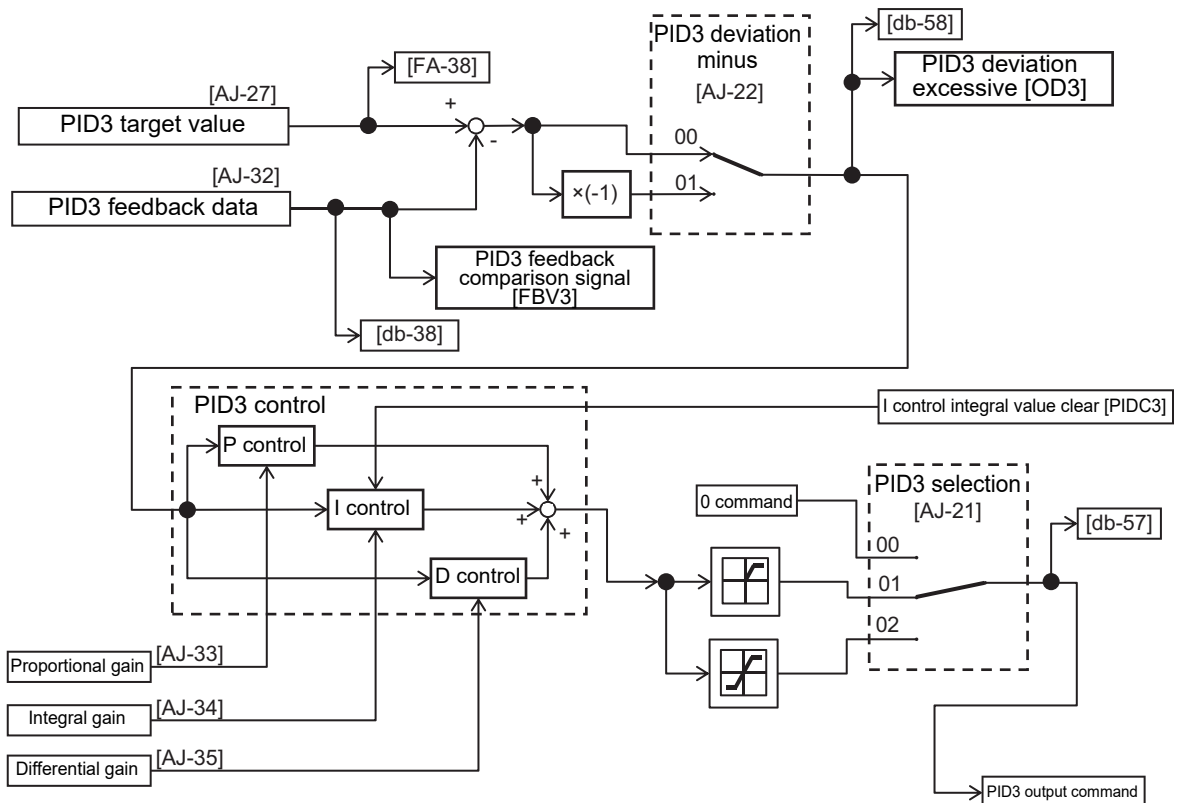 [db-58]
PID3 deviation
minus
[AJ-22]
[FA-38]
PID3 deviation
excessive [OD3]
[AJ-27]
PID3 target value
+
-
00
01
×(-1)
[AJ-32]
PID3 feedback data
PID3 feedback
comparison signal
[FBV3]
[db-38]
PID3 control
I control integral value clear [PIDC3]
P control
I control
D control
+
+
+
0 command
PID3 selection
[AJ-21]
00
01
02
[db-57]
Proportional gain
[AJ-33]
Integral gain
[AJ-34]
Differential gain
[AJ-35]
PID3 output command